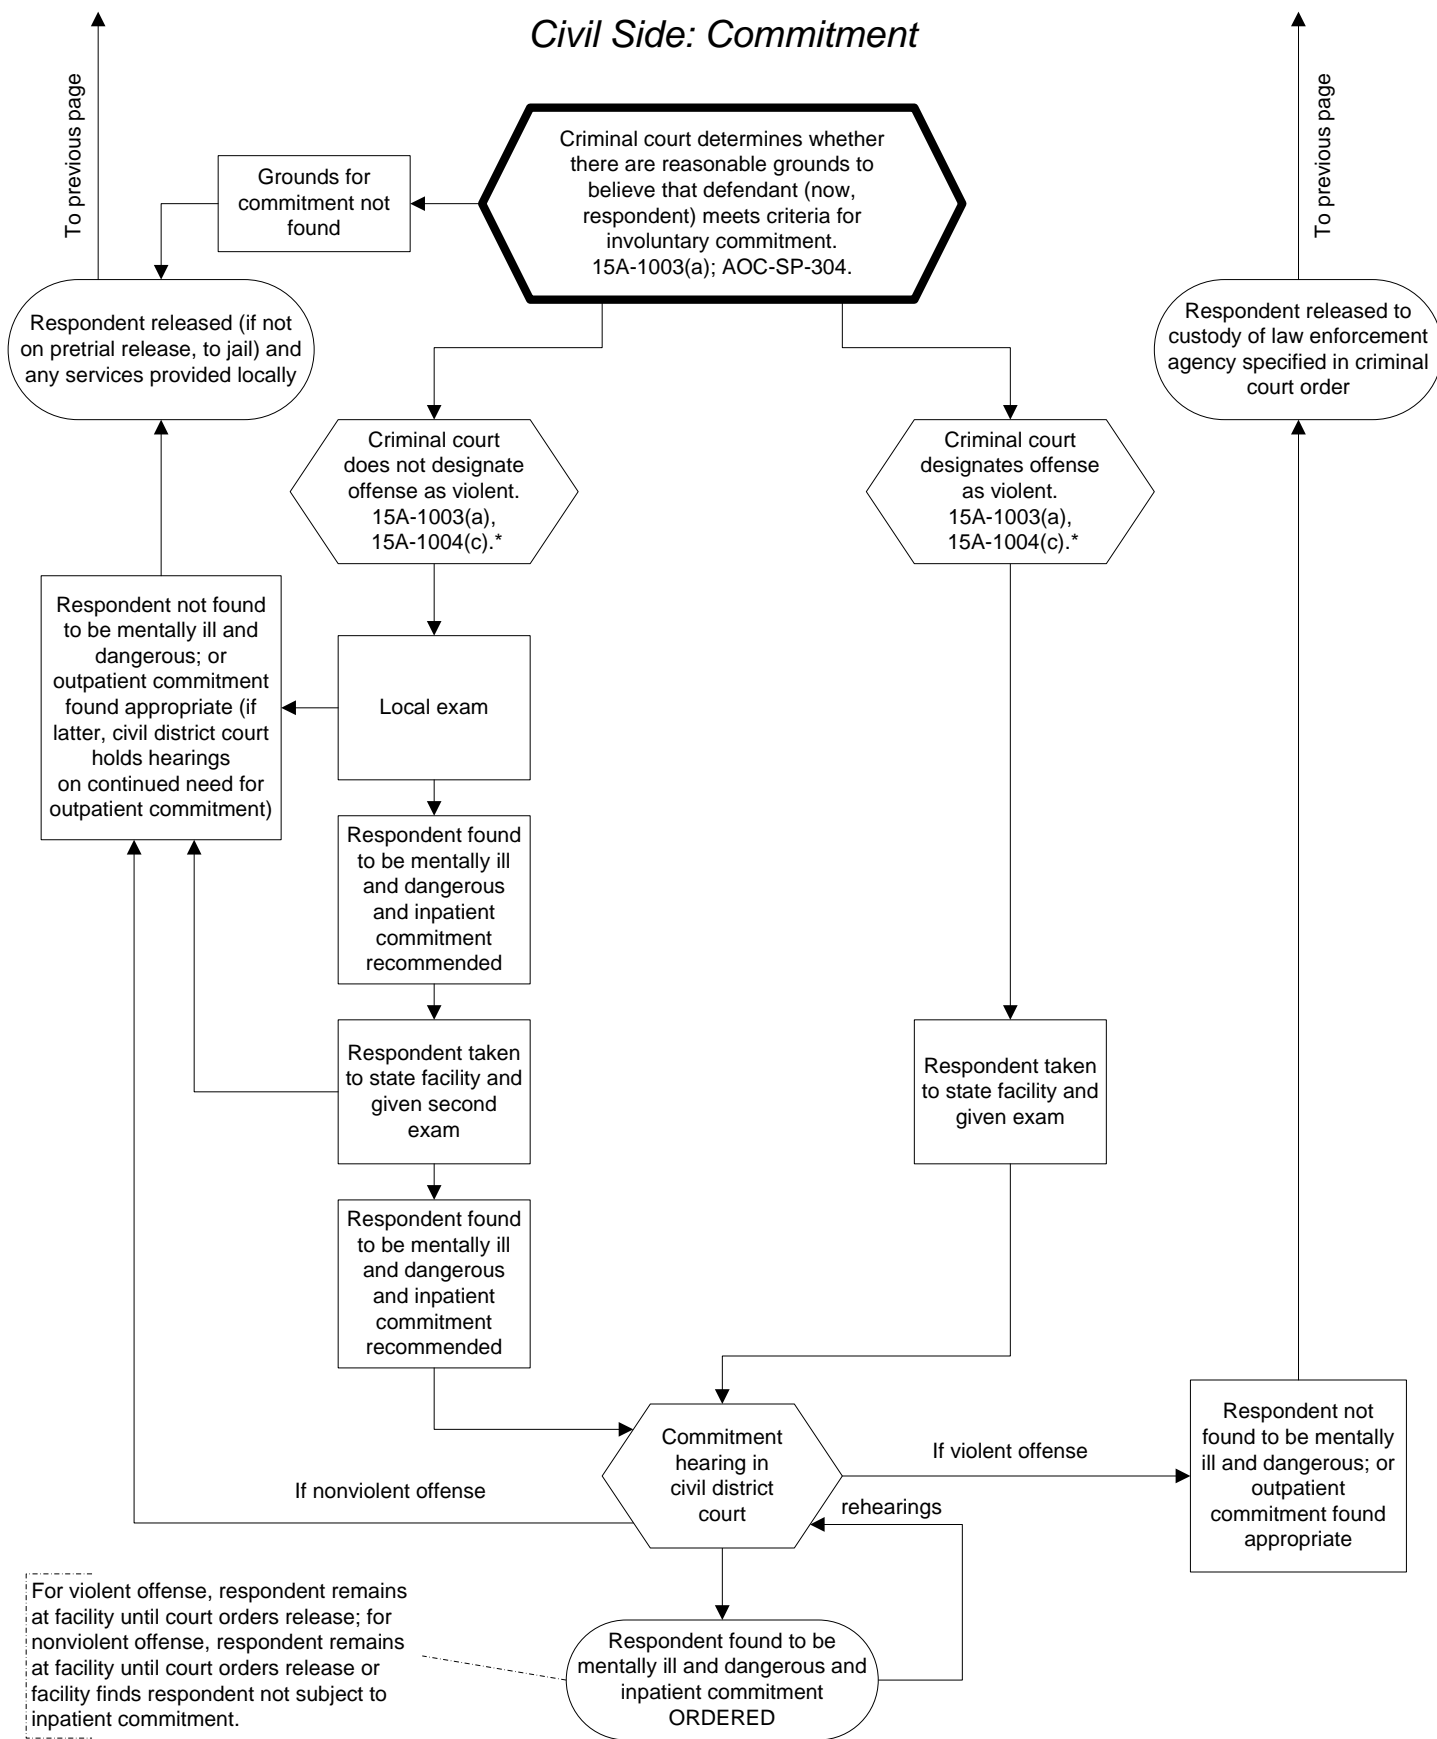 Civil Side: Commitment
To previous page
To previous page
Criminal court determines whether
there are reasonable grounds to
believe that defendant (now,
respondent) meets criteria for
involuntary commitment.
15A-1003(a); AOC-SP-304.
Grounds for
commitment not
found
Respondent released (if not
on pretrial release, to jail) and
any services provided locally
Respondent released to
custody of law enforcement
agency specified in criminal
court order
Criminal court
does not designate
offense as violent.
15A-1003(a),
15A-1004(c).*
Criminal court
designates offense
as violent.
15A-1003(a),
15A-1004(c).*
Respondent not found
to be mentally ill and
dangerous; or
outpatient commitment
found appropriate (if
latter, civil district court
holds hearings
on continued need for
outpatient commitment)
Local exam
Respondent found
to be mentally ill
and dangerous
and inpatient
commitment
recommended
Respondent taken
to state facility and
given second
exam
Respondent taken
to state facility and
given exam
Respondent found
to be mentally ill
and dangerous
and inpatient
commitment
recommended
Commitment
hearing in
civil district
court
If violent offense
Respondent not
found to be mentally
ill and dangerous; or
outpatient
commitment found
appropriate
If nonviolent offense
rehearings
For violent offense, respondent remains
at facility until court orders release; for
nonviolent offense, respondent remains
at facility until court orders release or
facility finds respondent not subject to
inpatient commitment.
Respondent found to be
mentally ill and dangerous and
inpatient commitment
ORDERED